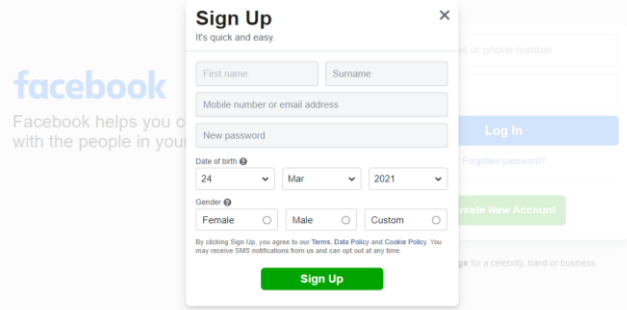 Sign Up
It's quick and easy.
First name
Surname
Mobile number or email address
New password
Date of birth
24
Mar
2021
Gender
Female
Male
Custom
By clicking Sign Up, you agree to our Terms, Data Policy and Cookie Policy. You
may receive SMS notifications from us and can opt out at any time.
Sign Up
facebook
Facebook helps you c
with the people in your
or phone number
Log In
Forgotten password?
reate New Account
for a celebrity, band or business.